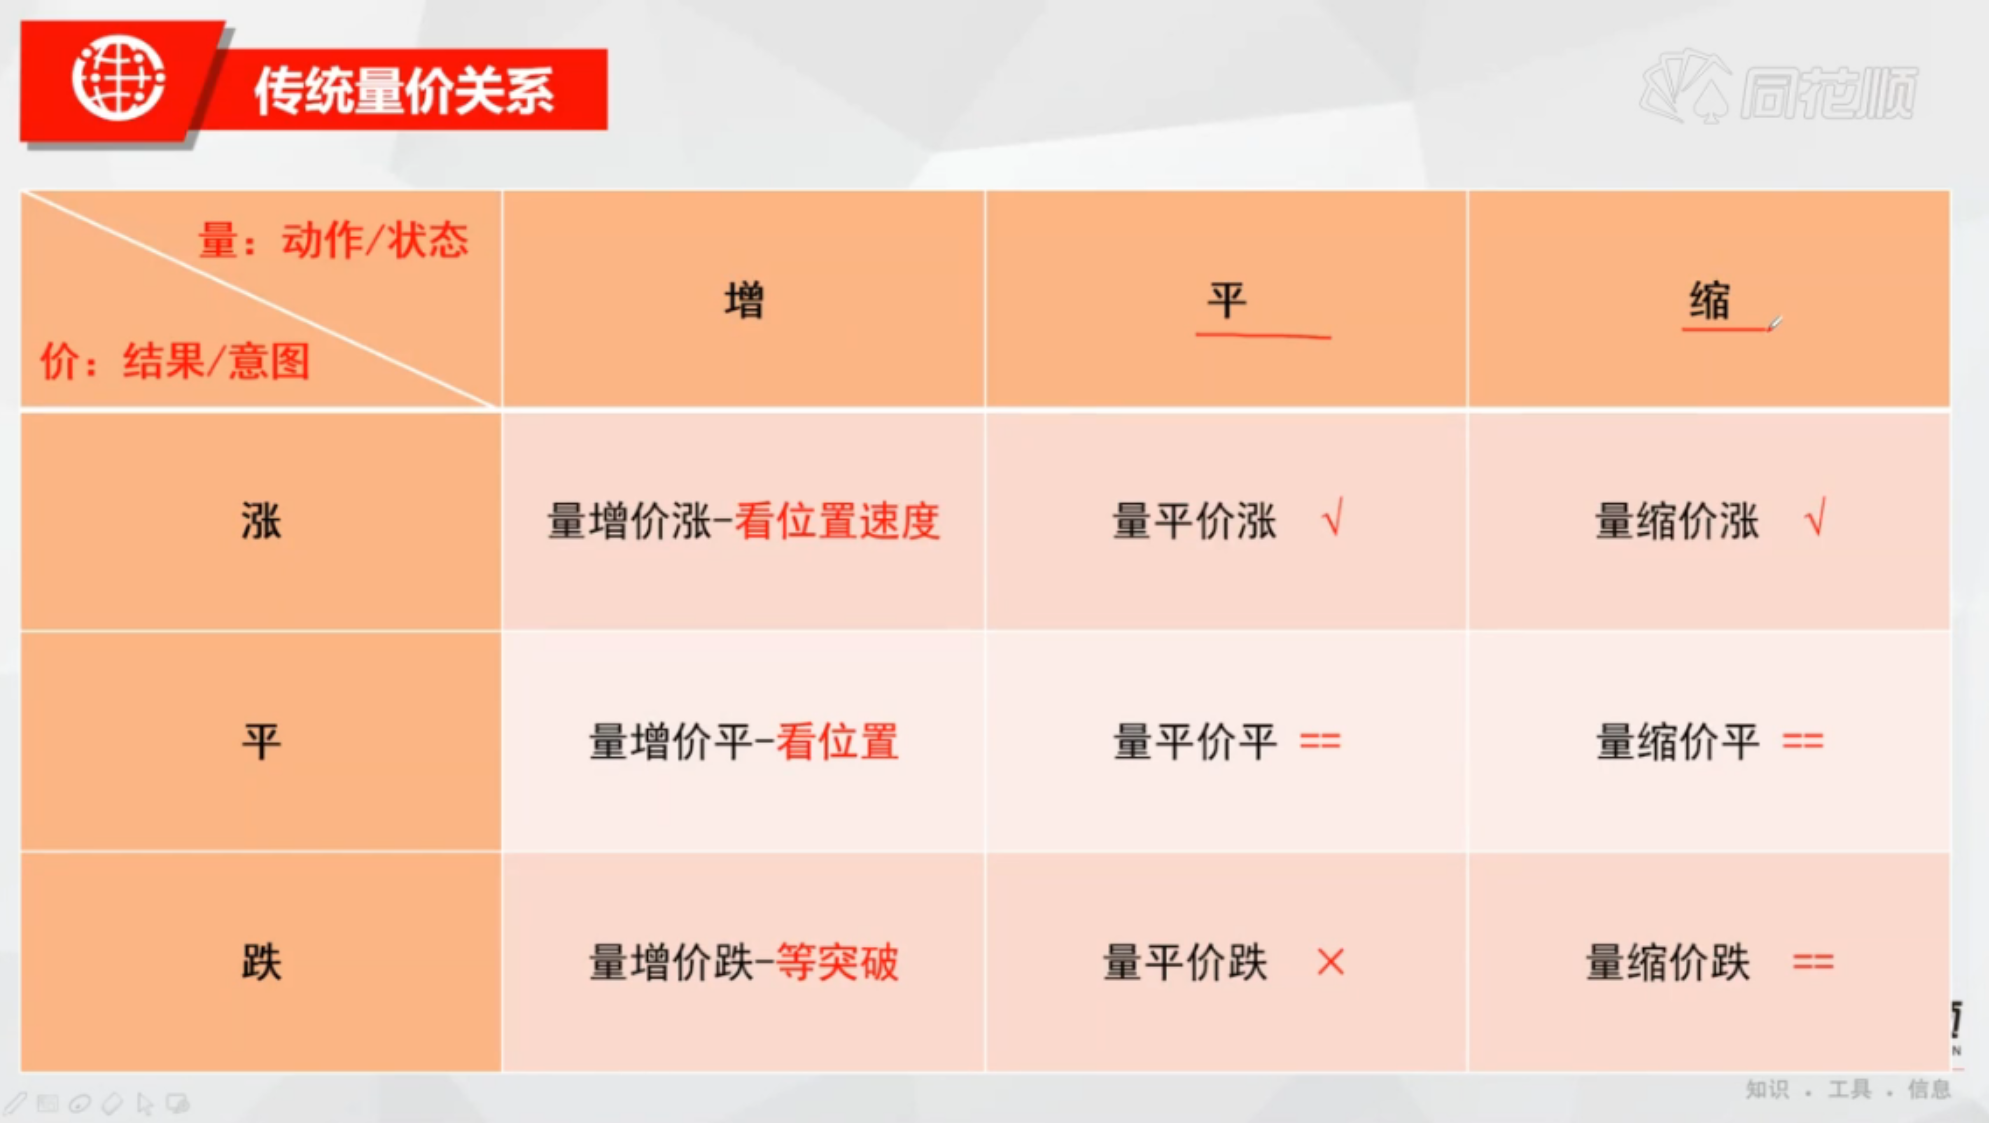 传统量价关系
同花顺
量：动作/状态
价：结果/意图
增
平
缩
涨
量增价涨-看位置速度
量平价涨 √
量缩价涨 √
平
量增价平-看位置
量平价平 ==
量缩价平 ==
跌
量增价跌-等突破
量平价跌 ×
量缩价跌 ==
N
知识 . 工具 . 信息